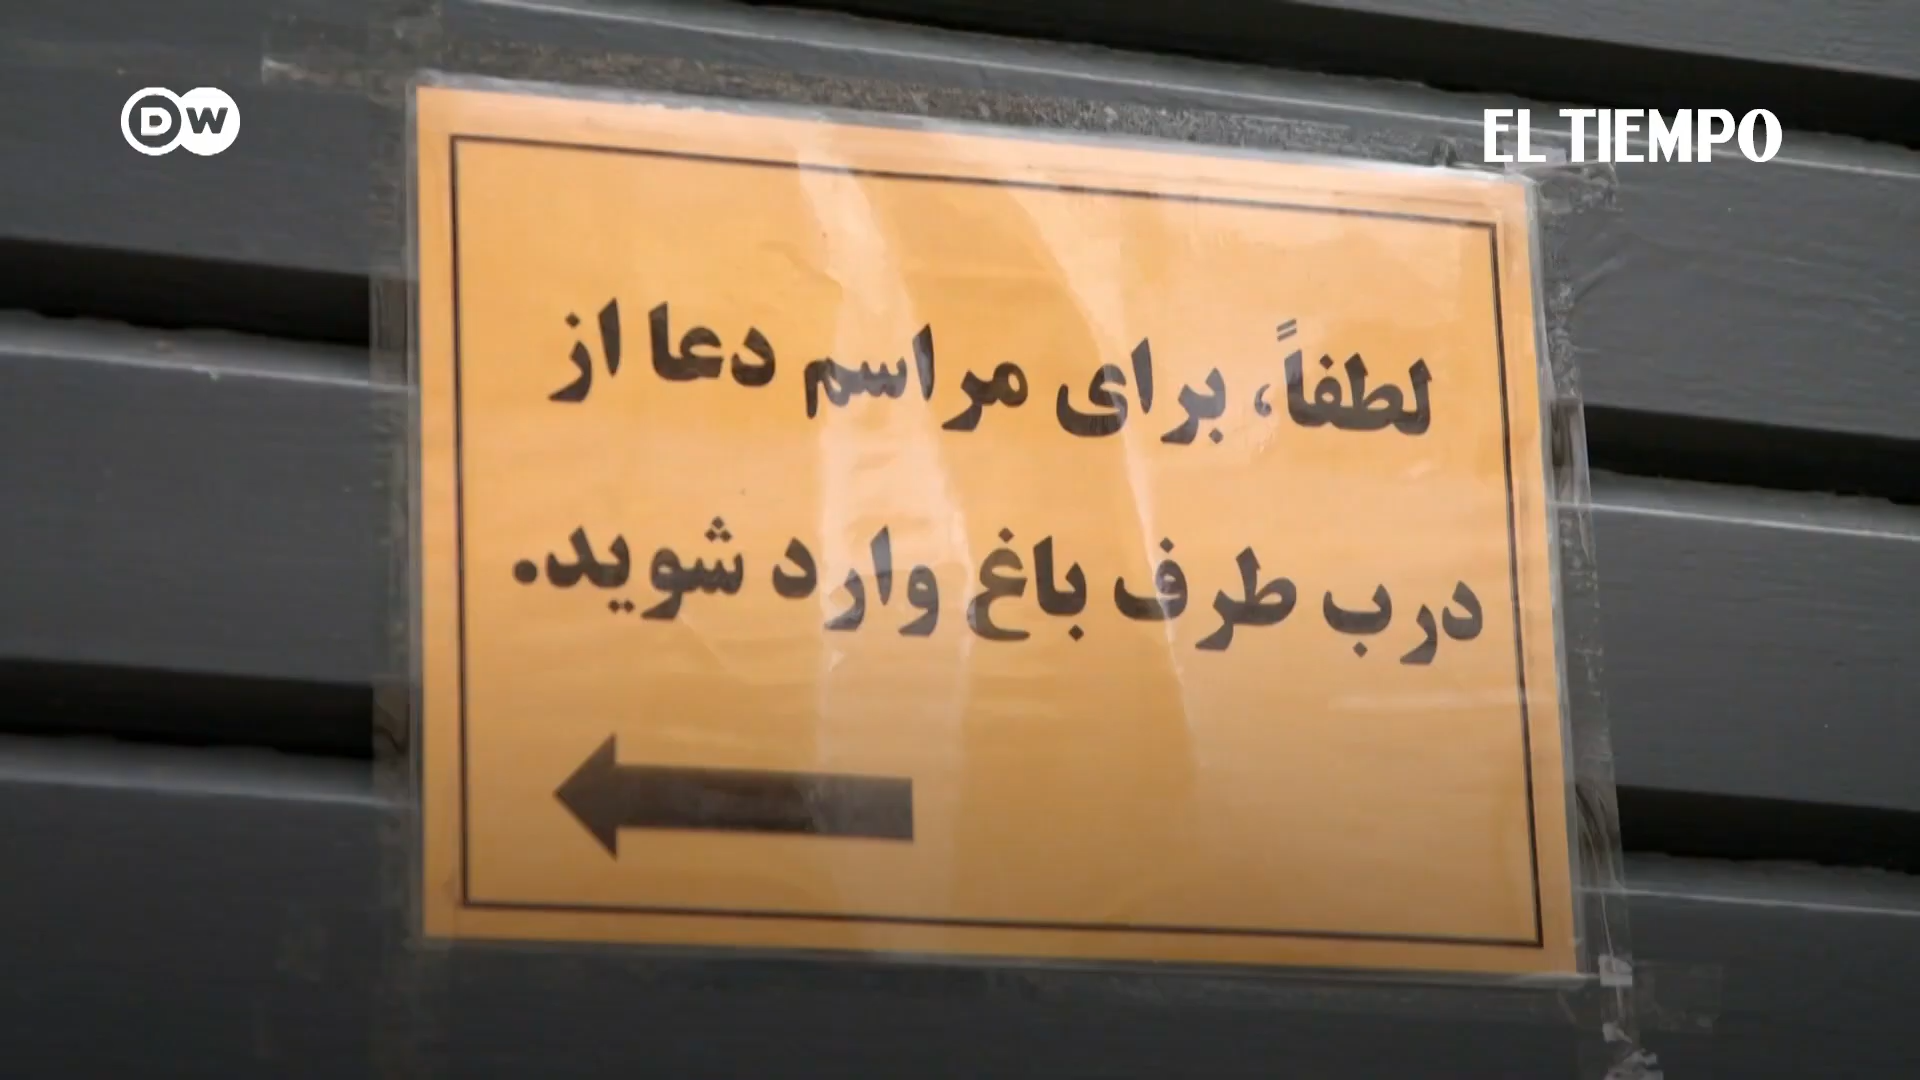 DW
EL TIEMPO
لطفاً، برای مراسم دعا از
درب طرف باغ وارد شوید.